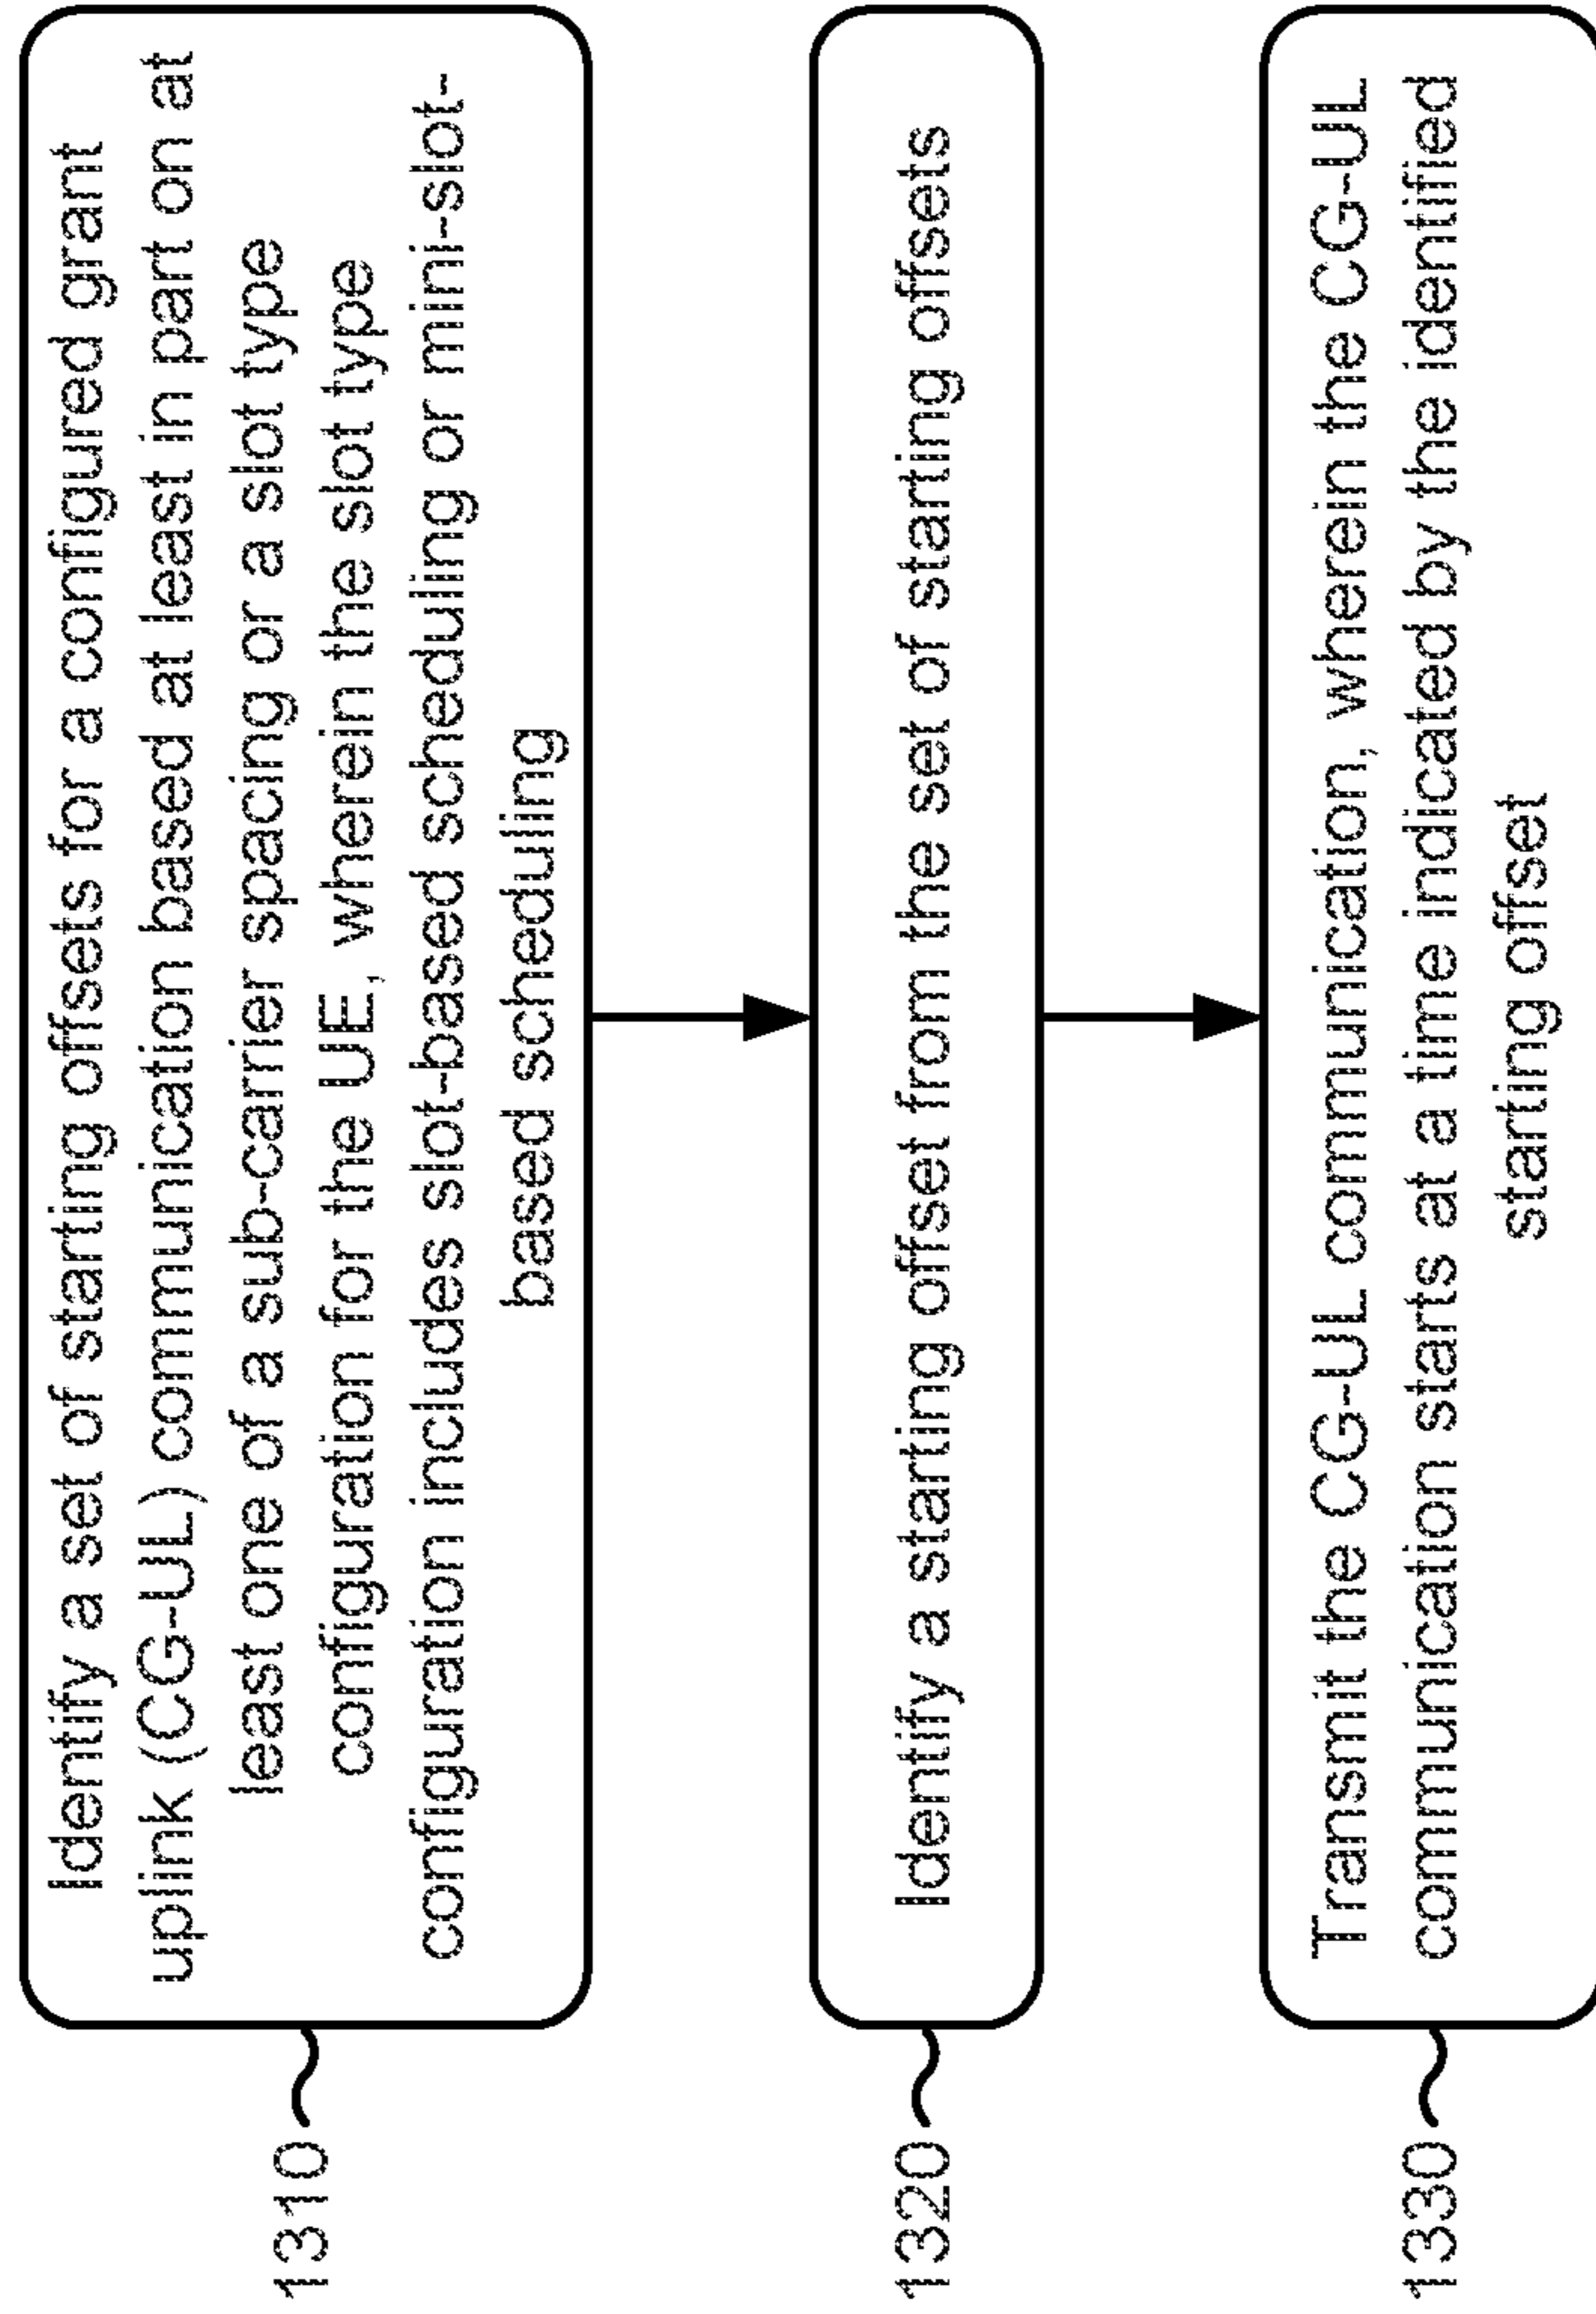 1310
Identify a set of starting offsets for a configured grant
uplink (CG-UL) communication based at least in part on at
least one of a sub-carrier spacing or a slot type
configuration for the UE, wherein the slot type
configuration includes slot-based scheduling or mini-slot-
based scheduling
1320
Identify a starting offset from the set of starting offsets
1330
Transmit the CG-UL communication, wherein the CG-UL
communication starts at a time indicated by the identified
starting offset